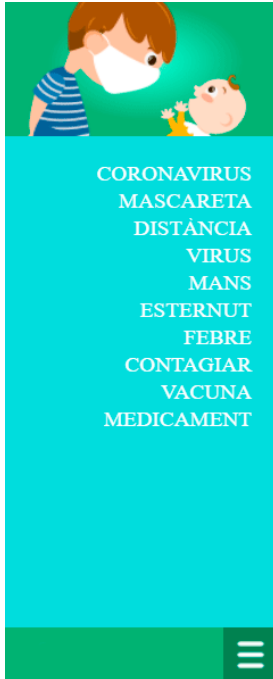 CORONAVIRUS
MASCARETA
DISTÀNCIA
VIRUS
MANS
ESTERNUT
FEBRE
CONTAGIAR
VACUNA
MEDICAMENT